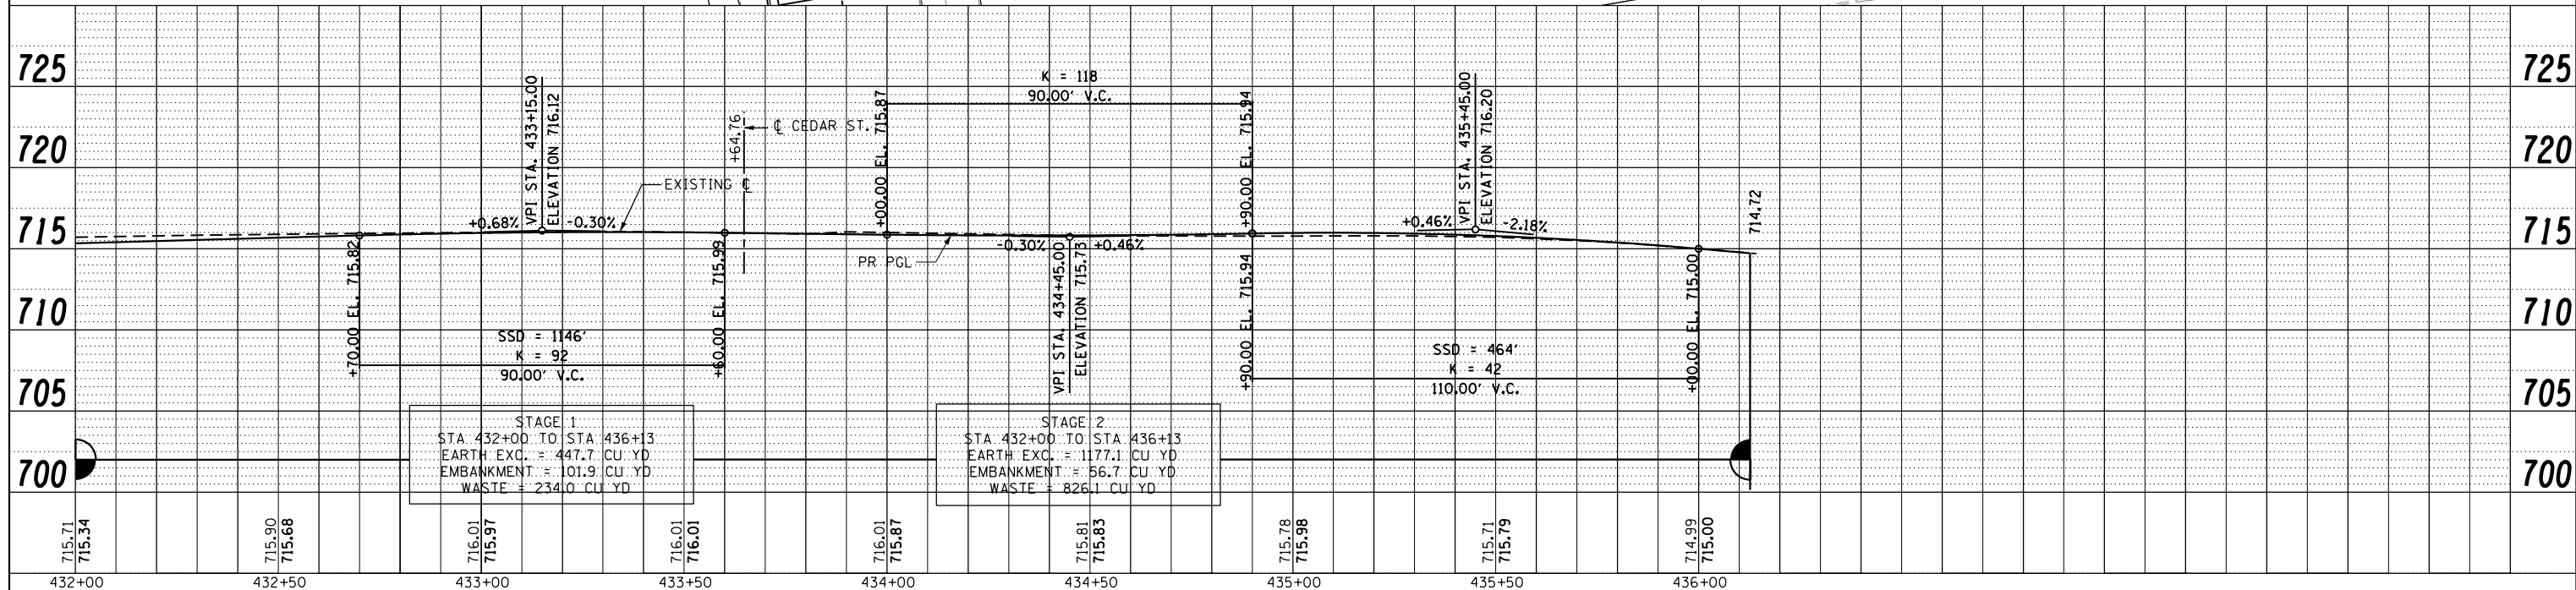 725
720
715
710
705
700
K = 118
90.00' V.C.
VPI STA. 433+15.00
ELEVATION 716.12
+0.68%
-0.30%
+64.76
℄ CEDAR ST.
EXISTING ℄
+00.00 EL. 715.87
+90.00 EL. 715.94
VPI STA. 435+45.00
ELEVATION 716.20
+0.46%
-2.18%
714.72
PR PGL
-0.30%
+0.46%
VPI STA. 434+45.00
ELEVATION 715.73
+70.00 EL. 715.82
+60.00 EL. 715.99
SSD = 1146'
K = 92
90.00' V.C.
+90.00 EL. 715.94
+00.00 EL. 715.00
SSD = 464'
K = 42
110.00' V.C.
STAGE 1
STA 432+00 TO STA 436+13
EARTH EXC. = 447.7 CU YD
EMBANKMENT = 101.9 CU YD
WASTE = 234.0 CU YD
STAGE 2
STA 432+00 TO STA 436+13
EARTH EXC. = 1177.1 CU YD
EMBANKMENT = 56.7 CU YD
WASTE = 826.1 CU YD
725
720
715
710
705
700
715.71
715.34
715.90
715.68
716.01
715.97
716.01
716.01
716.01
715.87
715.81
715.83
715.78
715.98
715.71
715.79
714.99
715.00
432+00
432+50
433+00
433+50
434+00
434+50
435+00
435+50
436+00